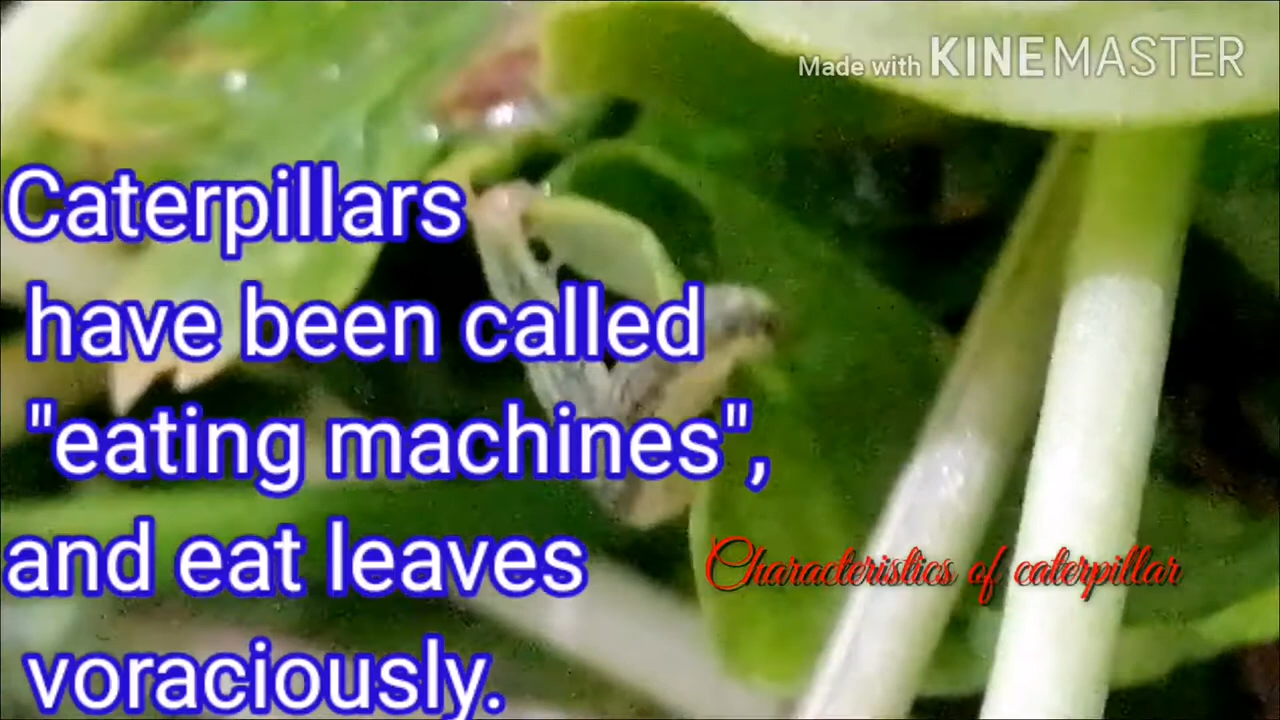 Made with KINEMASTER
Caterpillars
have been called
"eating machines",
and eat leaves
voraciously.
Characteristics of caterpillar